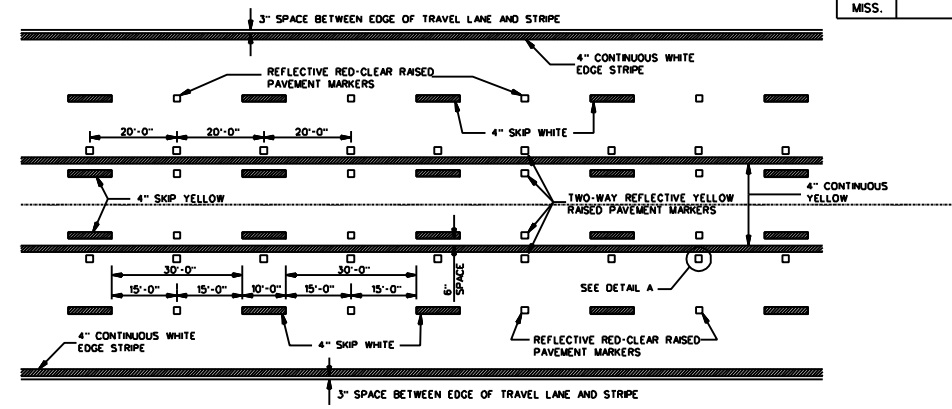 3" SPACE BETWEEN EDGE OF TRAVEL LANE AND STRIPE
MISS.
4" CONTINUOUS WHITE
EDGE STRIPE
REFLECTIVE RED-CLEAR RAISED
PAVEMENT MARKERS
4" SKIP WHITE
20'-0" 20'-0" 20'-0"
4" SKIP YELLOW
TWO-WAY REFLECTIVE YELLOW
RAISED PAVEMENT MARKERS
4" CONTINUOUS
YELLOW
30'-0" 30'-0"
15'-0" 15'-0" 10'-0" 15'-0" 15'-0"
6"
SPACE
SEE DETAIL A
4" CONTINUOUS WHITE
EDGE STRIPE
4" SKIP WHITE
REFLECTIVE RED-CLEAR RAISED
PAVEMENT MARKERS
3" SPACE BETWEEN EDGE OF TRAVEL LANE AND STRIPE